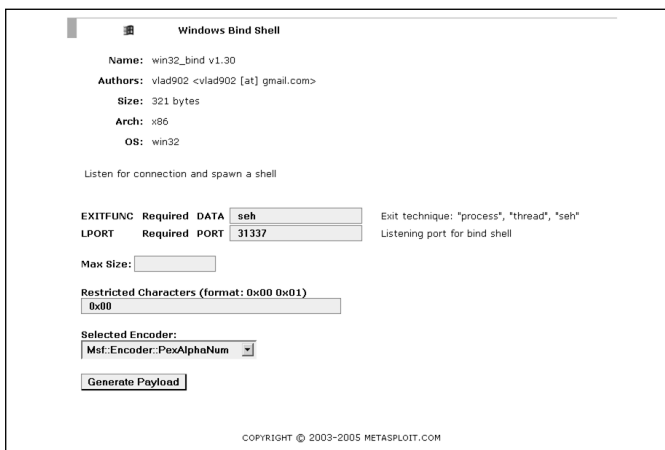 Windows Bind Shell
Name: win32_bind v1.30
Authors: vlad902 <vlad902 [at] gmail.com>
Size: 321 bytes
Arch: x86
OS: win32
Listen for connection and spawn a shell
EXITFUNC Required DATA seh Exit technique: "process", "thread", "seh"
LPORT Required PORT 31337 Listening port for bind shell
Max Size:
Restricted Characters (format: 0x00 0x01)
0x00
Selected Encoder:
Msf::Encoder::PexAlphaNum
Generate Payload
COPYRIGHT © 2003-2005 METASPLOIT.COM